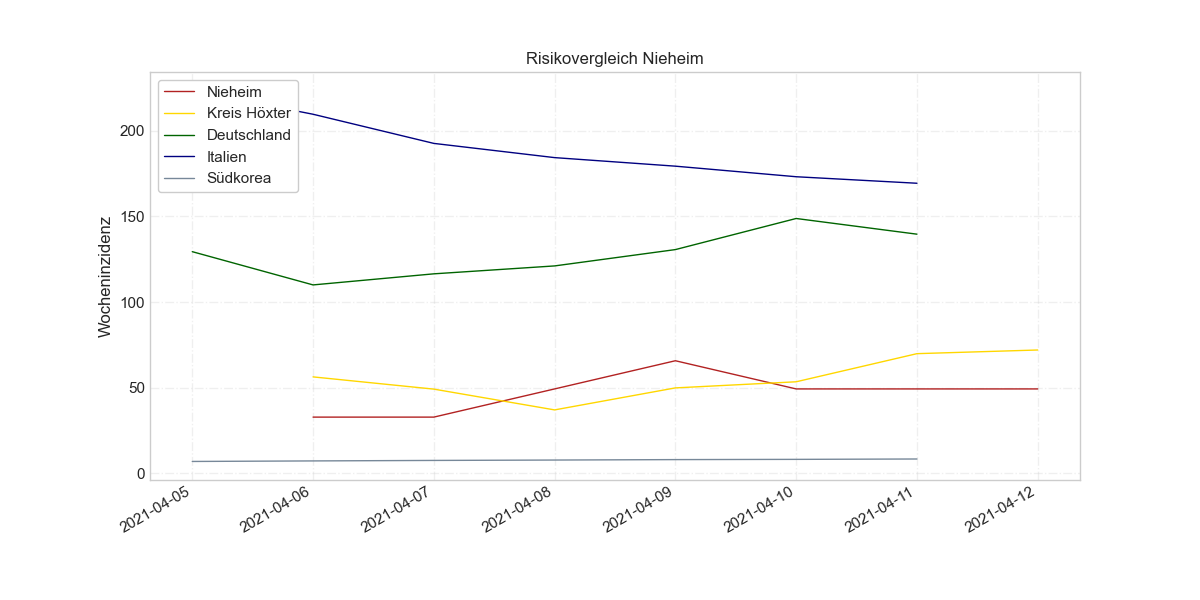 Risikovergleich Nieheim
Nieheim
Kreis Höxter
Deutschland
Italien
Südkorea
Wocheninzidenz
200
150
100
50
0
2021-04-05
2021-04-06
2021-04-07
2021-04-08
2021-04-09
2021-04-10
2021-04-11
2021-04-12